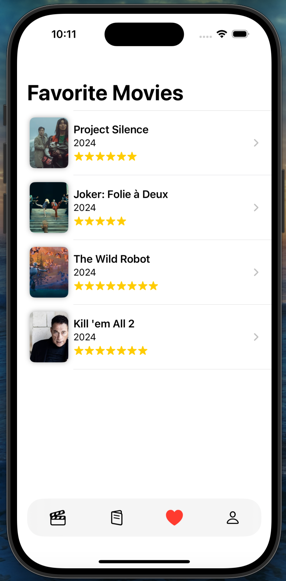 10:11
Favorite Movies
Project Silence
2024
Joker: Folie à Deux
2024
The Wild Robot
2024
Kill 'em All 2
2024